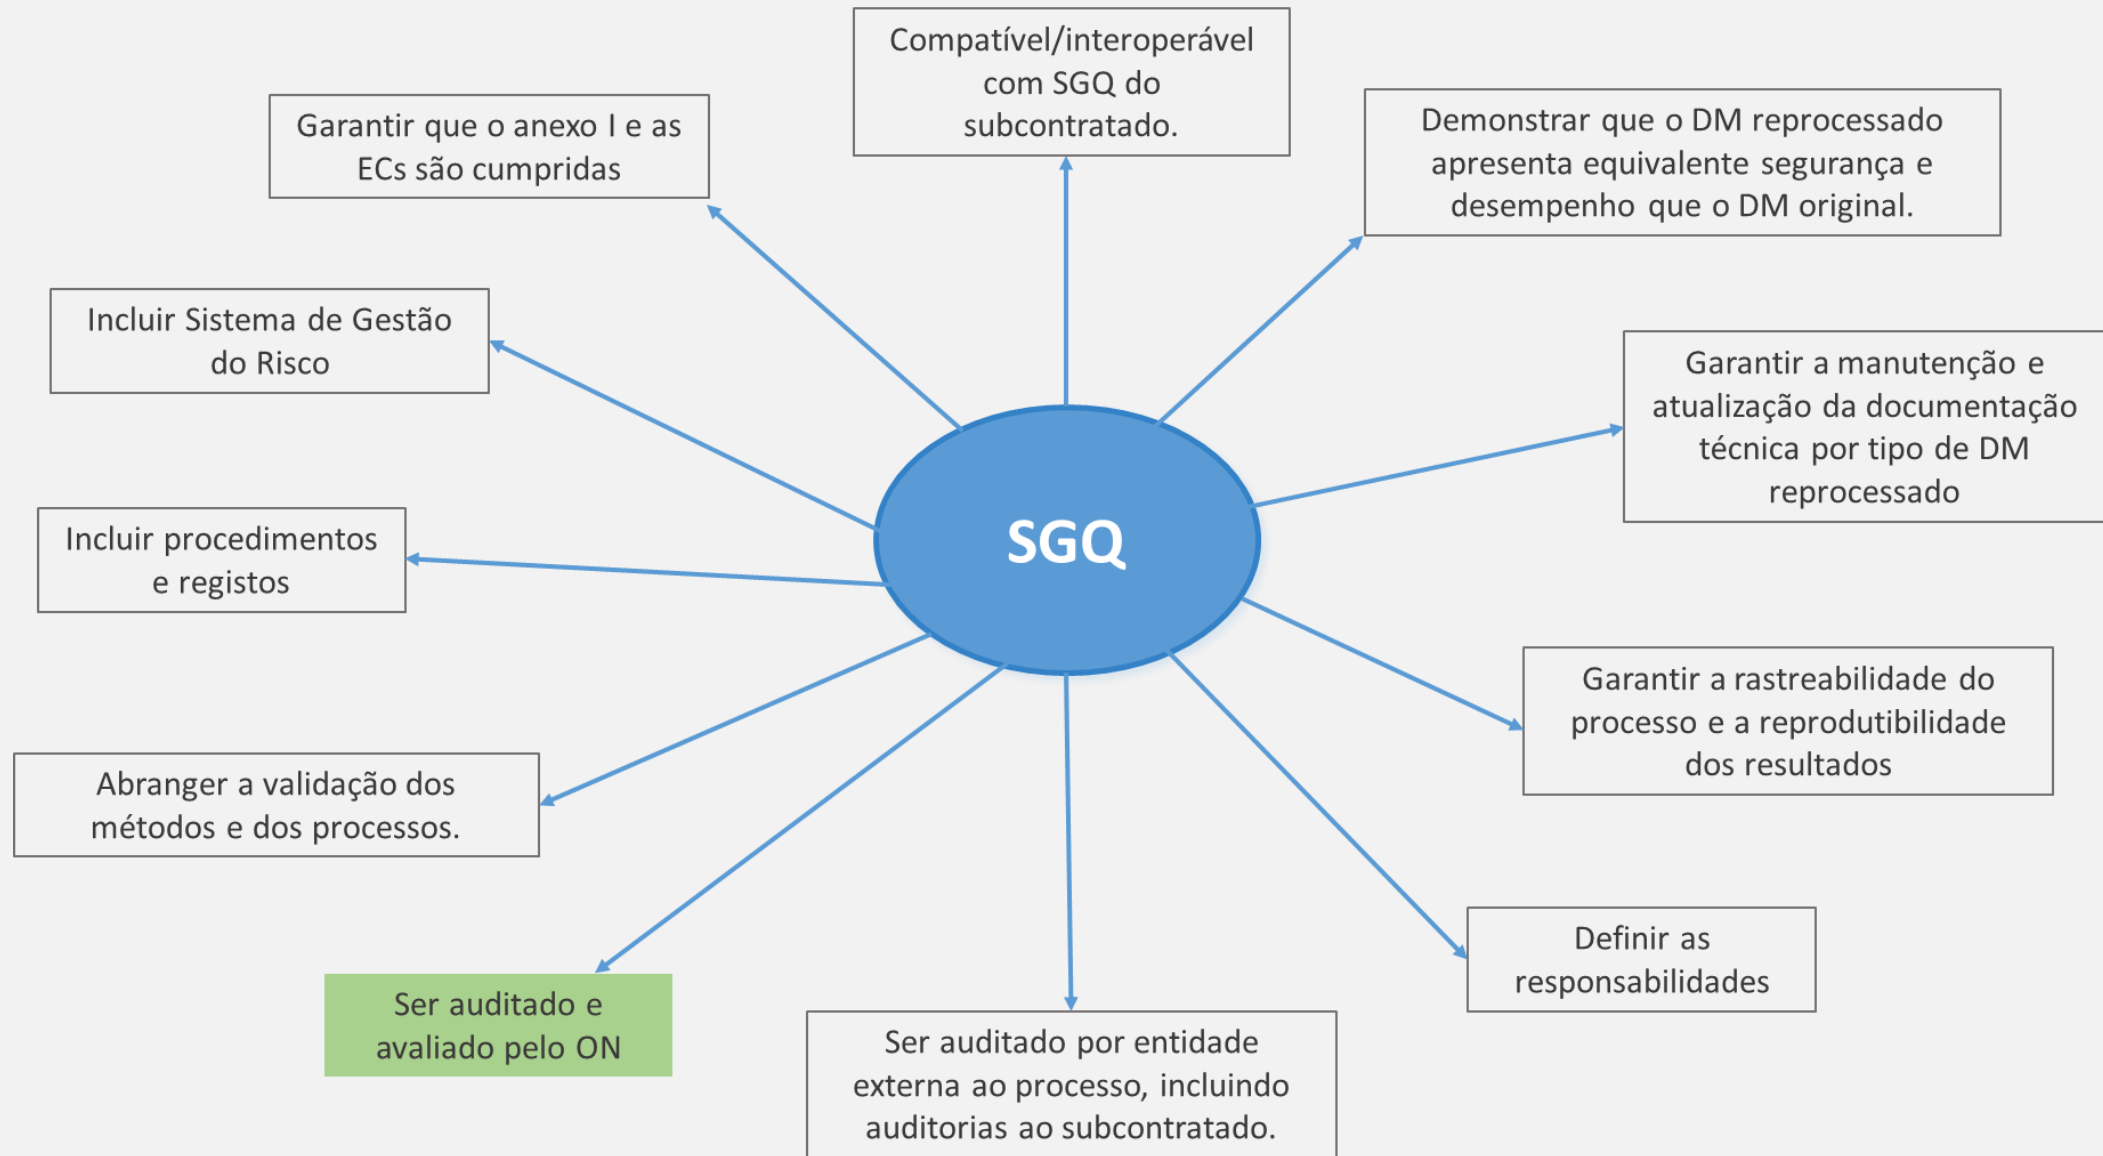 Compatível/interoperável
com SGQ do
subcontratado.
Garantir que o anexo I e as
ECs são cumpridas
Demonstrar que o DM reprocessado
apresenta equivalente segurança e
desempenho que o DM original.
Incluir Sistema de Gestão
do Risco
Garantir a manutenção e
atualização da documentação
técnica por tipo de DM
reprocessado
Incluir procedimentos
e registos
SGQ
Garantir a rastreabilidade do
processo e a reprodutibilidade
dos resultados
Abranger a validação dos
métodos e dos processos.
Definir as
responsabilidades
Ser auditado e
avaliado pelo ON
Ser auditado por entidade
externa ao processo, incluindo
auditorias ao subcontratado.